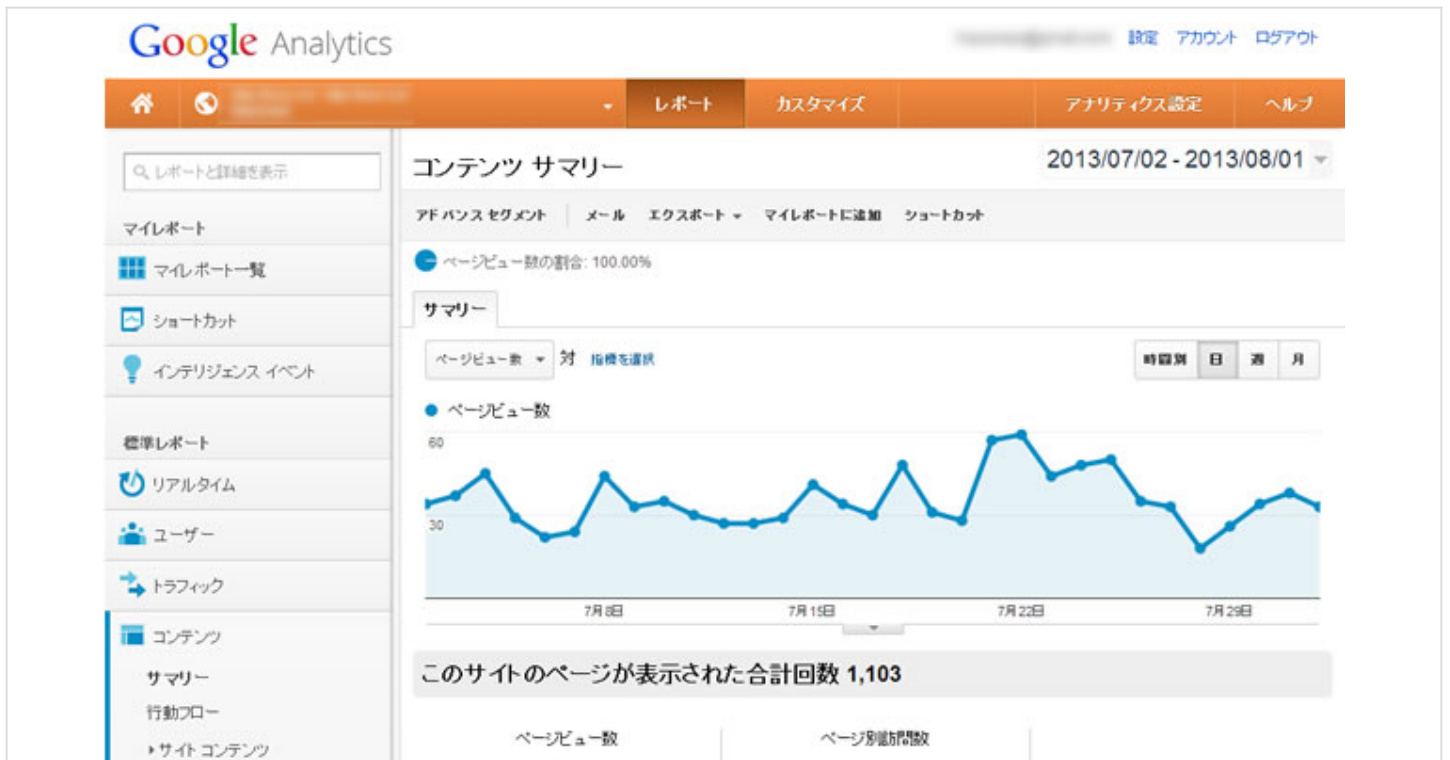 Google Analytics
設定 アカウント ログアウト
レポート カスタマイズ アナリティクス設定 ヘルプ
レポートと詳細を表示
コンテンツ サマリー
2013/07/02 - 2013/08/01
アドバンス セグメント メール エクスポート マイレポートに追加 ショートカット
マイレポート
ページビュー数の割合: 100.00%
マイレポート一覧
サマリー
ショートカット
ページビュー数 対 指標を選択
時間別 日 週 月
インテリジェンス イベント
ページビュー数
標準レポート
60
リアルタイム
30
ユーザー
トラフィック
7月8日 7月15日 7月22日 7月29日
コンテンツ
サマリー
このサイトのページが表示された合計回数 1,103
行動フロー
ページビュー数 ページ別訪問数
サイト コンテンツ